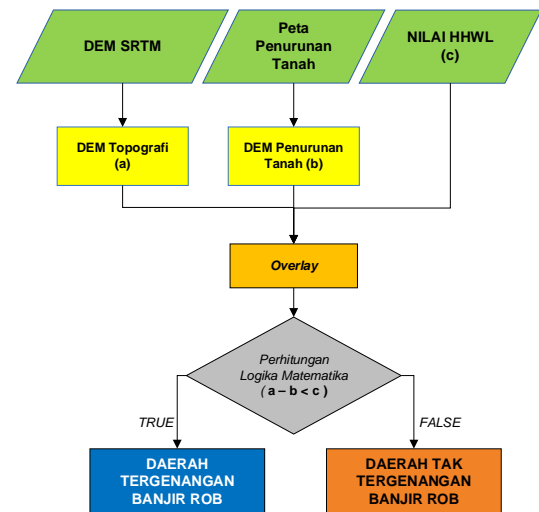 DEM SRTM
Peta
Penurunan
Tanah
NILAI HHWL
(c)
DEM Topografi
(a)
DEM Penurunan
Tanah (b)
Overlay
Perhitungan
Logika Matematika
( a – b < c )
TRUE
FALSE
DAERAH
TERGENANGAN
BANJIR ROB
DAERAH TAK
TERGENANGAN
BANJIR ROB